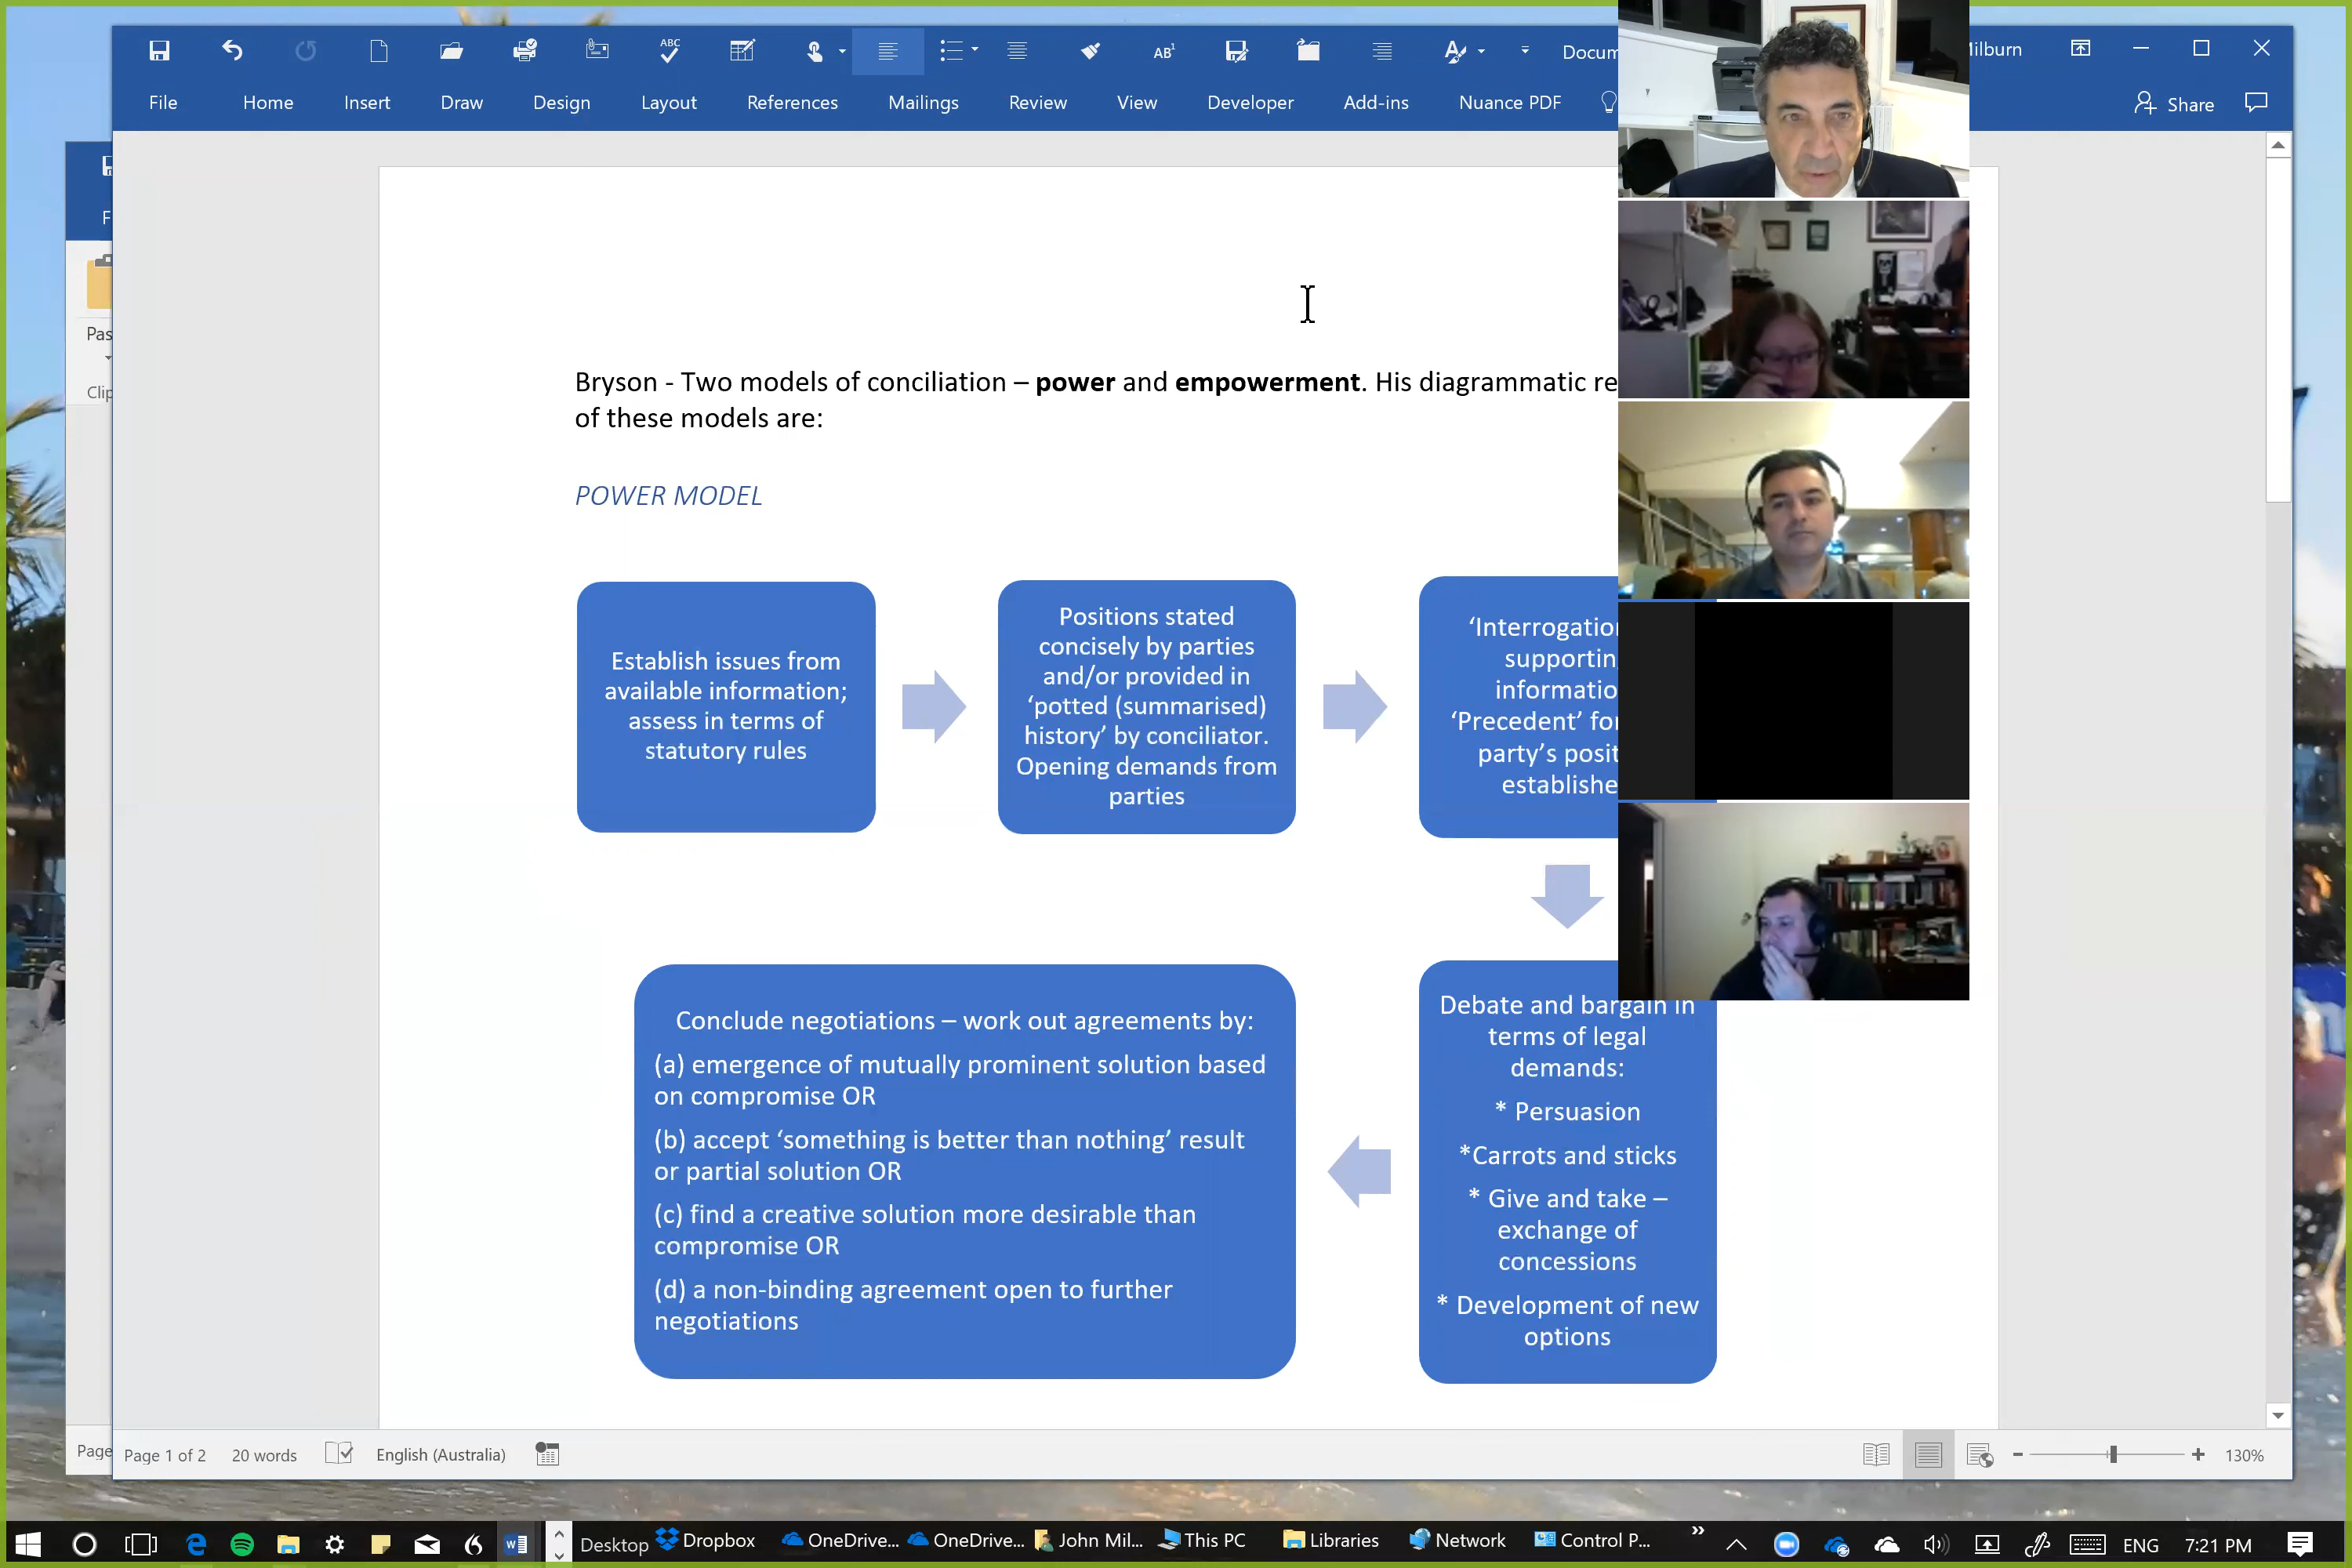 Docum
ilburn
File Home Insert Draw Design Layout References Mailings Review View Developer Add-ins Nuance PDF
Share
F
Pas
Clip
Bryson - Two models of conciliation – power and empowerment. His diagrammatic re
of these models are:
POWER MODEL
Establish issues from
available information;
assess in terms of
statutory rules
Positions stated
concisely by parties
and/or provided in
‘potted (summarised)
history’ by conciliator.
Opening demands from
parties
‘Interrogation
supportin
informatio
‘Precedent’ fo
party’s posit
establishe
Debate and bargain in
terms of legal
demands:
* Persuasion
*Carrots and sticks
* Give and take –
exchange of
concessions
* Development of new
options
Conclude negotiations – work out agreements by:
(a) emergence of mutually prominent solution based
on compromise OR
(b) accept ‘something is better than nothing’ result
or partial solution OR
(c) find a creative solution more desirable than
compromise OR
(d) a non-binding agreement open to further
negotiations
Page
Page 1 of 2 20 words English (Australia) 130%
Desktop Dropbox OneDrive... OneDrive... John Mil... This PC Libraries Network Control P... ENG 7:21 PM